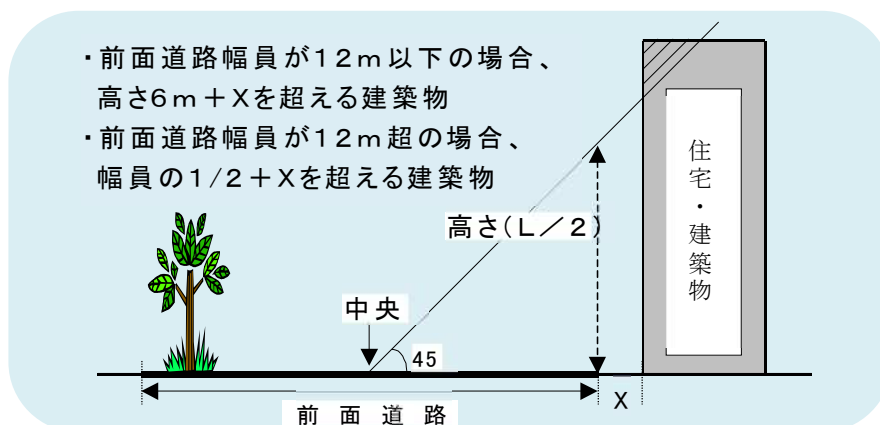 ・前面道路幅員が12m以下の場合、
高さ6m+Xを超える建築物
・前面道路幅員が12m超の場合、
幅員の1/2+Xを超える建築物
住宅・建築物
高さ(L/2)
中央
45
X
前面道路